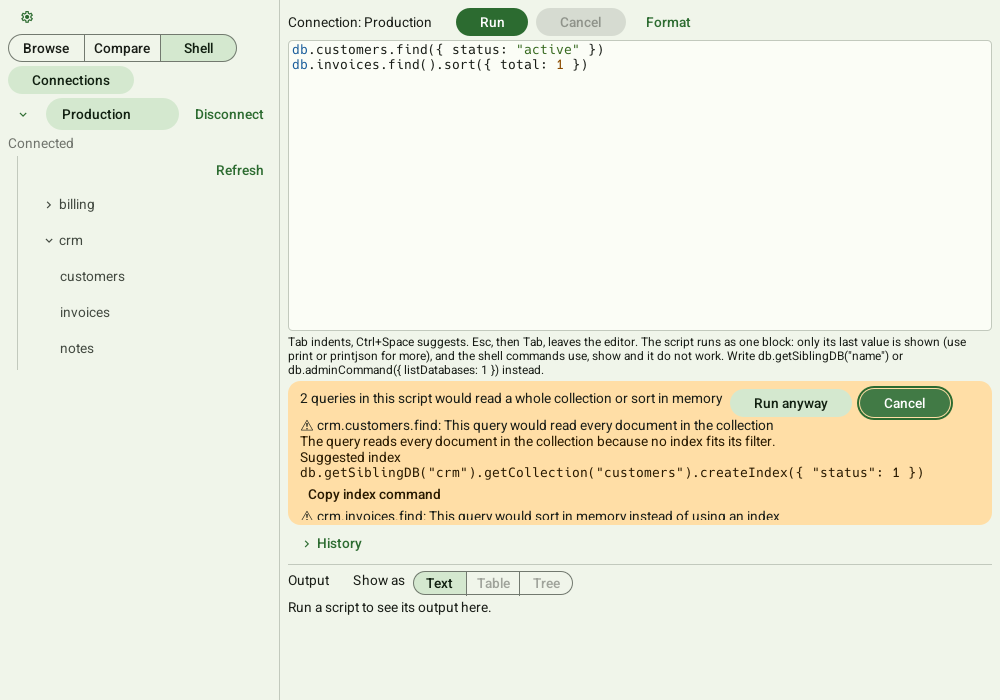 Browse Compare Shell
Connections
Production Disconnect
Connected
Refresh
billing
crm
customers
invoices
notes
Connection: Production Run Cancel Format
db.customers.find({ status: "active" })
db.invoices.find().sort({ total: 1 })
Tab indents, Ctrl+Space suggests. Esc, then Tab, leaves the editor. The script runs as one block: only its last value is shown (use
print or printjson for more), and the shell commands use, show and it do not work. Write db.getSiblingDB("name") or
db.adminCommand({ listDatabases: 1 }) instead.
2 queries in this script would read a whole collection or sort in memory Run anyway Cancel
⚠ crm.customers.find: This query would read every document in the collection
The query reads every document in the collection because no index fits its filter.
Suggested index
db.getSiblingDB("crm").getCollection("customers").createIndex({ "status": 1 })
Copy index command
⚠ crm.invoices.find: This query would sort in memory instead of using an index
History
Output Show as Text Table Tree
Run a script to see its output here.